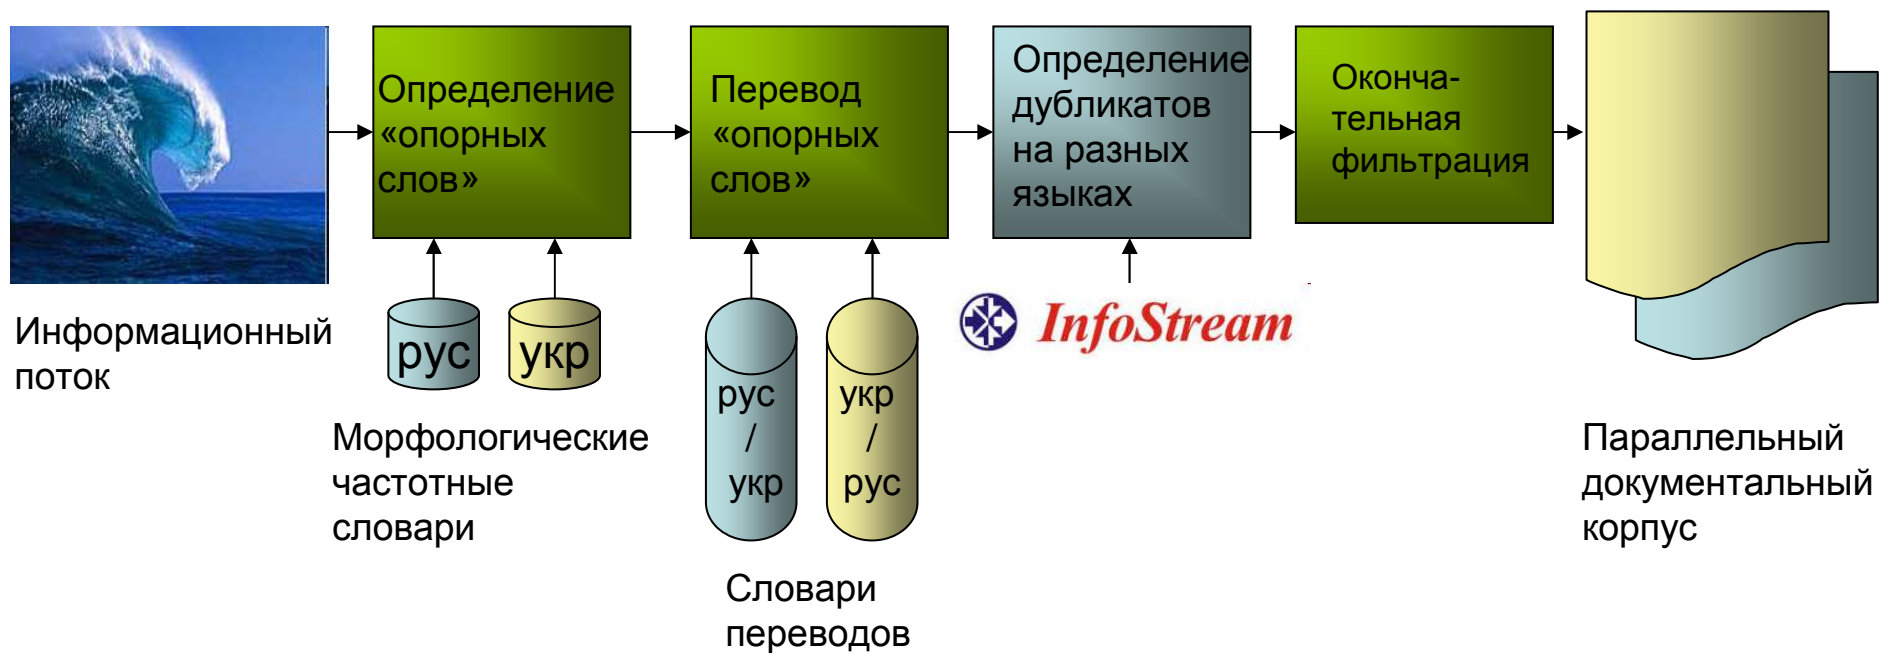 Информационный
поток
Определение
«опорных
слов»
рус
укр
Морфологические
частотные
словари
Перевод
«опорных
слов»
рус
/
укр
укр
/
рус
Словари
переводов
Определение
дубликатов
на разных
языках
InfoStream
Оконча-
тельная
фильтрация
Параллельный
документальный
корпус